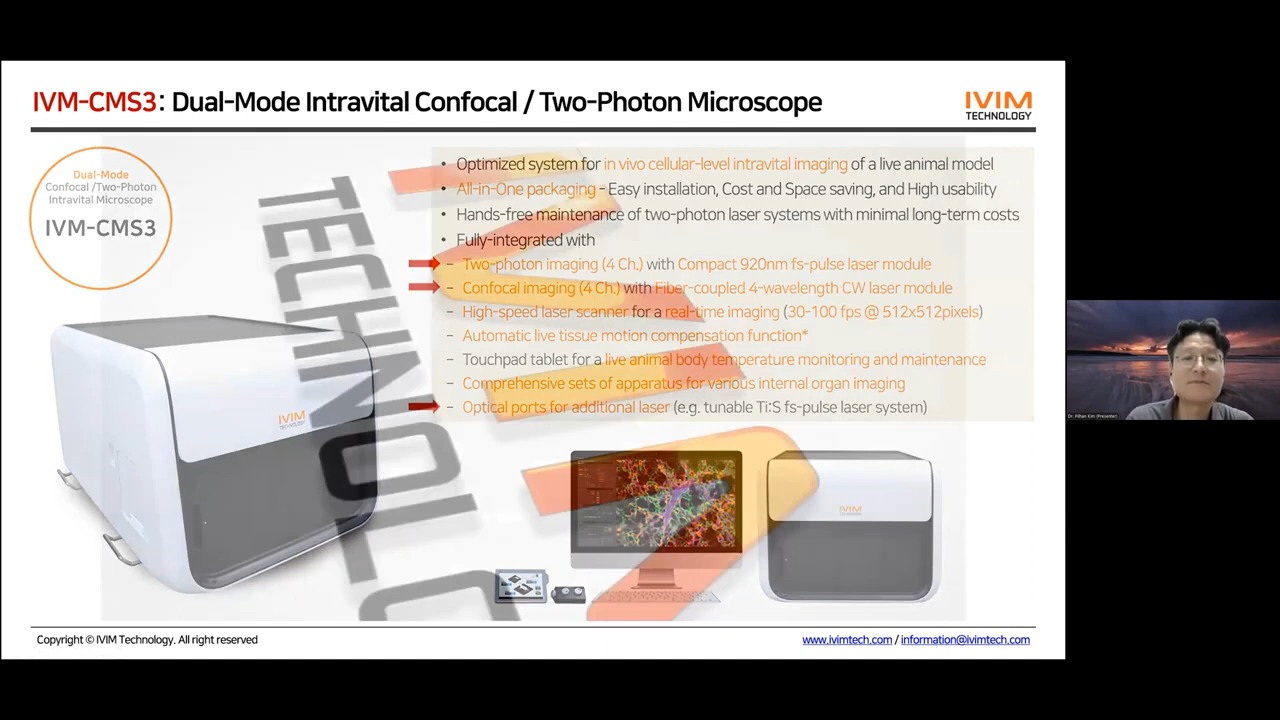 IVM-CMS3: Dual-Mode Intravital Confocal / Two-Photon Microscope
IVIM
TECHNOLOGY
Dual-Mode
Confocal /Two-Photon
Intravital Microscope
IVM-CMS3
• Optimized system for in vivo cellular-level intravital imaging of a live animal model
• All-in-One packaging - Easy installation, Cost and Space saving, and High usability
• Hands-free maintenance of two-photon laser systems with minimal long-term costs
• Fully-integrated with
- Two-photon imaging (4 Ch.) with Compact 920nm fs-pulse laser module
- Confocal imaging (4 Ch.) with Fiber-coupled 4-wavelength CW laser module
- High-speed laser scanner for a real-time imaging (30-100 fps @ 512x512pixels)
- Automatic live tissue motion compensation function*
- Touchpad tablet for a live animal body temperature monitoring and maintenance
- Comprehensive sets of apparatus for various internal organ imaging
- Optical ports for additional laser (e.g. tunable Ti:S fs-pulse laser system)
TECHNOLO
IVIM
TECHNOLOGY
IVIM
TECHNOLOGY
Copyright © IVIM Technology. All right reserved
www.ivimtech.com / information@ivimtech.com
Dr. Pilhan Kim (Presenter)